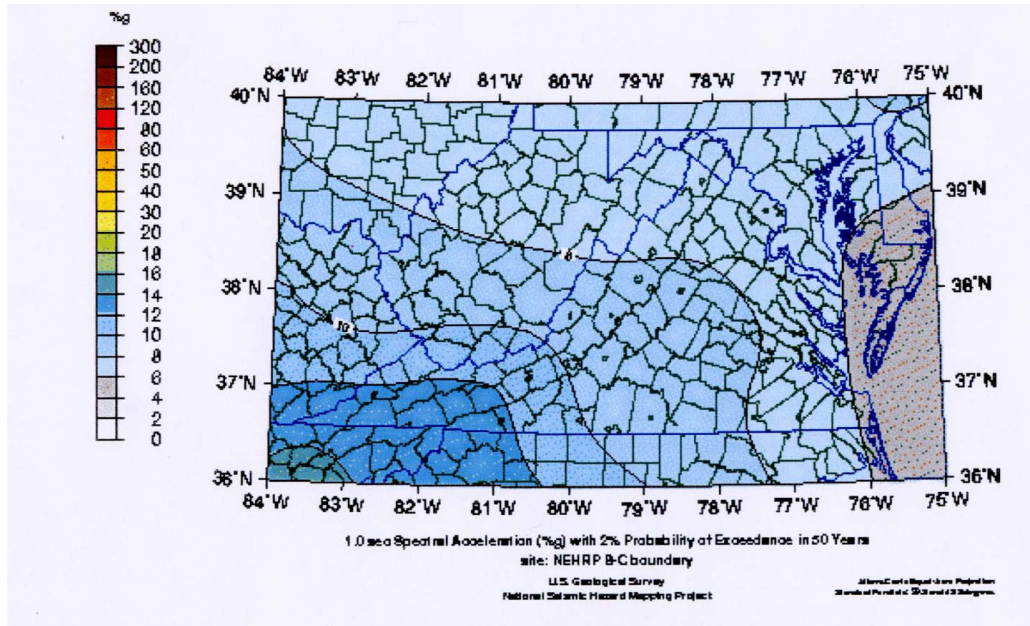 %g
300
200
160
120
80
60
50
40
30
20
18
16
14
12
10
8
6
4
2
0
84°W 83°W 82°W 81°W 80°W 79°W 78°W 77°W 76°W 75°W
40°N 40°N
39°N 39°N
8
38°N 38°N
10
37°N 37°N
36°N 36°N
84°W 83°W 82°W 81°W 80°W 79°W 78°W 77°W 76°W 75°W
1.0 sec Spectral Acceleration (%g) with 2% Probability of Exceedance in 50 Years
site: NEHRP B-C boundary
U.S. Geological Survey
National Seismic Hazard Mapping Project